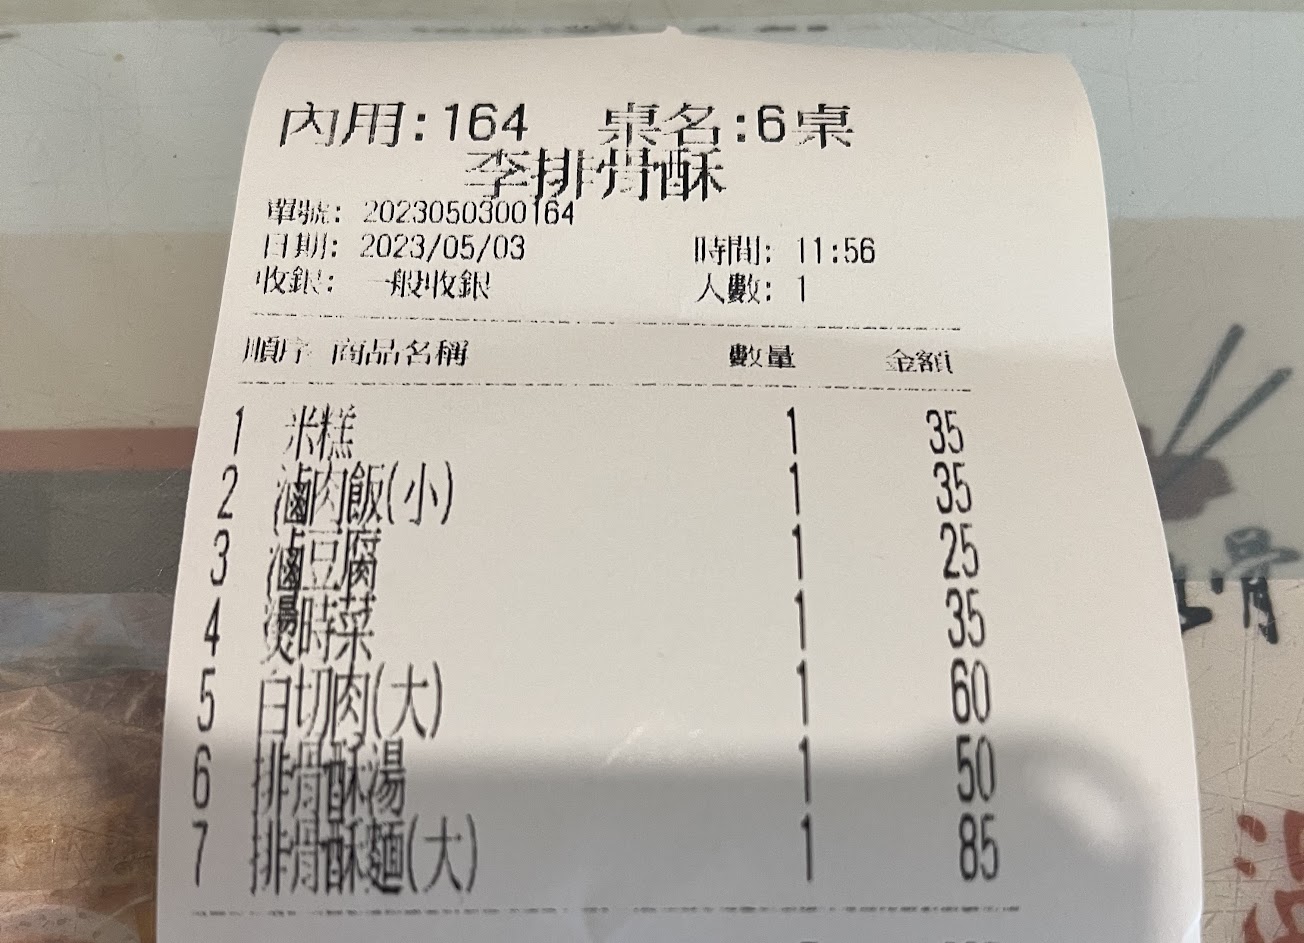 內用:164 桌名:6桌
李排骨酥
單號: 2023050300164
日期: 2023/05/03 時間: 11:56
收銀: 一般收銀 人數: 1
順序 商品名稱 數量 金額
1 米糕 1 35
2 滷肉飯(小) 1 35
3 滷豆腐 1 25
4 燙時菜 1 35
5 白切肉(大) 1 60
6 排骨酥湯 1 50
7 排骨酥麵(大) 1 85
骨